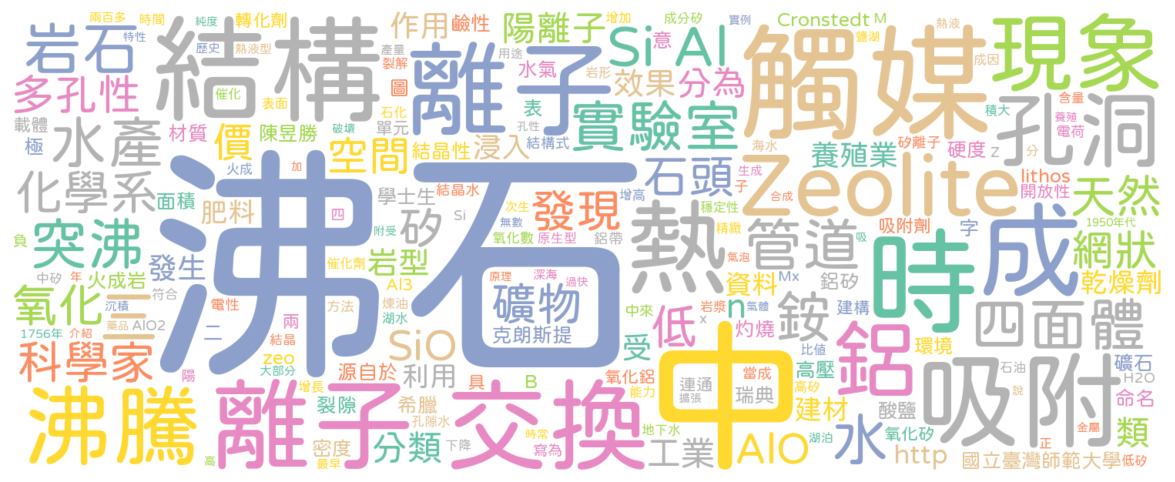 兩百多 時間 轉化劑 作用 鹼性 陽離子 增加 成分矽 實例 Cronstedt M
岩石 純度 特性 結構 歷史 熱液型 產量 離子 用途 Si 意 Al 觸媒 鹽湖 熱液 現象
多孔性 催化 表面 裂解 圖 水氣 岩形 效果 分為 成因 積大 含量
載體 水產 材質 陳昱勝 破壞 石化 單元 表 孔性 實驗室 矽離子 養殖 電荷 孔洞
極 價 空間 結晶性 浸入 結構式 海水 養殖業 硬度 z 分
化學系 火成 加 沸石 石頭 生成 子 合成 Zeolite lithos 開放性 天然
面積 肥料 四 學士生 結晶水 次生 增高 發現 熱 穩定性 吸附劑 字 1950年代
負 突沸 附受 矽 Si 無數 氧化數 原生型 鋁帶 精緻 管道 吸 時 成 網狀
中矽 年 火成岩 發生 催化劑 岩型 原理 深海 過快 氣泡 資料 Mx 鋁矽 乾燥劑
氧化 三 沉積 符合 電性 方法 Al3 煉油 礦物 中來 岩漿 氣體 n 建構 銨 四面體
1756年 介紹 藥品 AlO2 二 兩 湖水 克朗斯提 低 x 灼燒 鋁 環境
科學家 陽 結晶 zeo 大部分 SiO 受 比值 高壓 石油 礦石 H2O
源自於 利用 具 B 氧化鋁 連通 當成 吸附 說 命名
沸騰 離子交換 增長 裂隙 希臘 孔隙水 能力 擴張 瑞典 中 高矽 建材 酸鹽 金屬 類
高 密度 最早 分類 下降 時常 寫為 地下水 工業 AlO 湖泊 水 氧化矽 http 正 國立臺灣師範大學 低矽